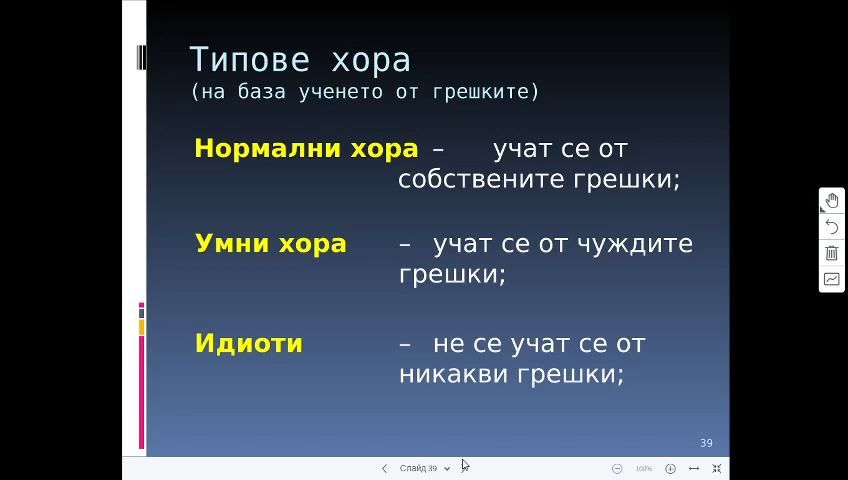 Типове хора
(на база ученето от грешките)
Нормални хора – учат се от
собствените грешки;
Умни хора – учат се от чуждите
грешки;
Идиоти – не се учат се от
никакви грешки;
39
Слайд 39
100%